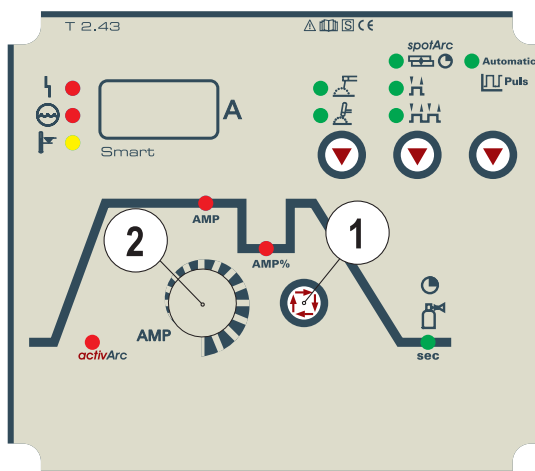 T 2.43
S CE
spotArc
Automatic
Puls
A
Smart
AMP
2
1
AMP%
AMP
activArc
sec